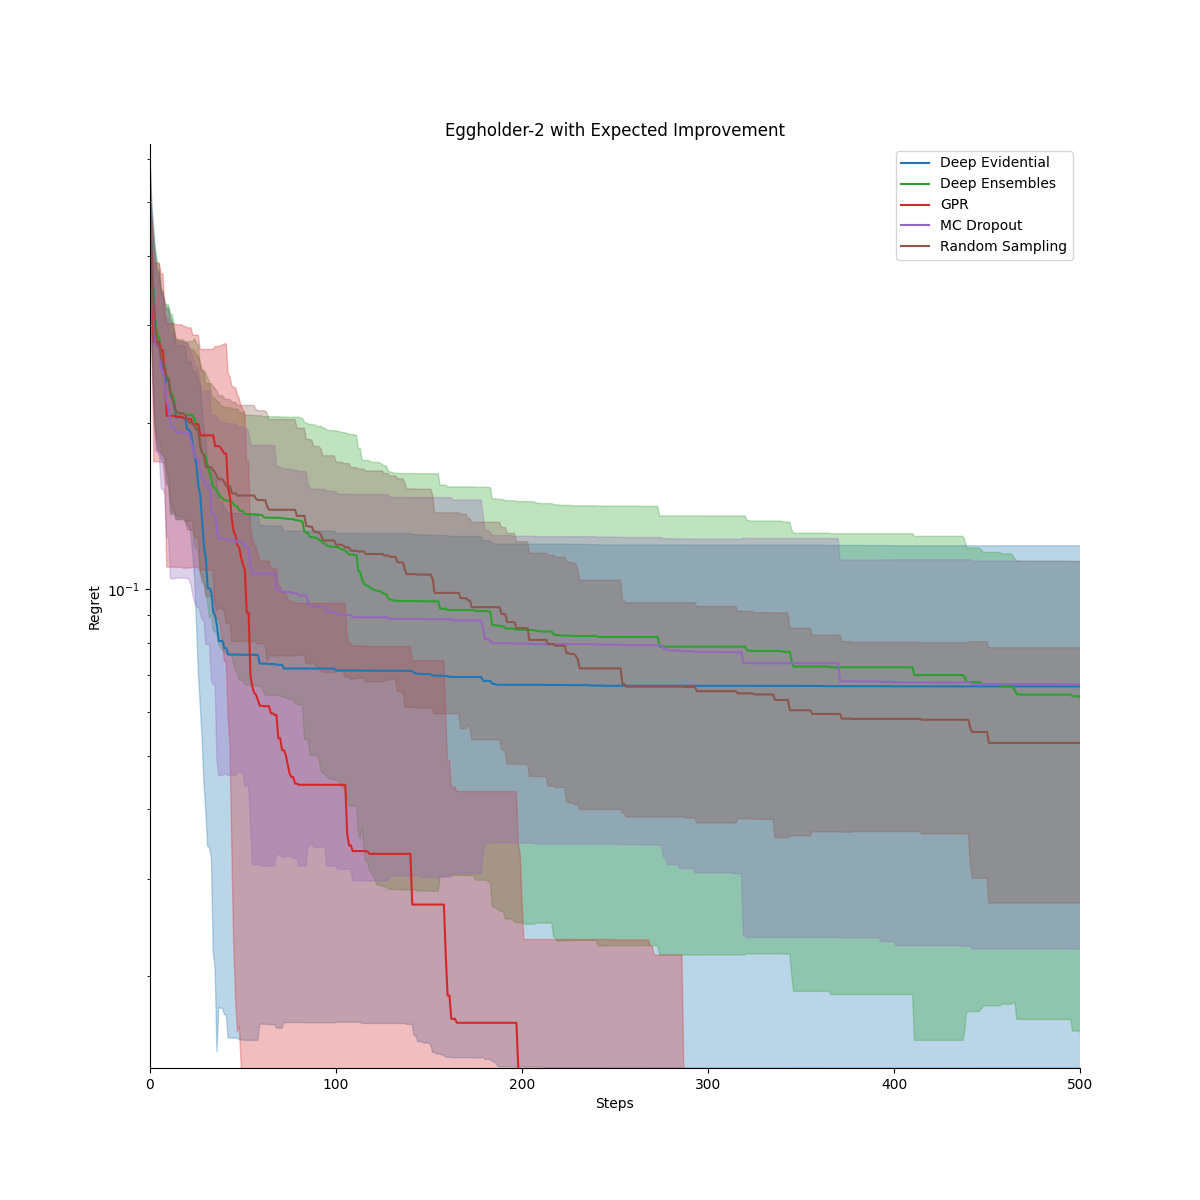 Eggholder-2 with Expected Improvement
Deep Evidential
Deep Ensembles
GPR
MC Dropout
Random Sampling
Regret
10⁻¹
0 100 200 300 400 500
Steps